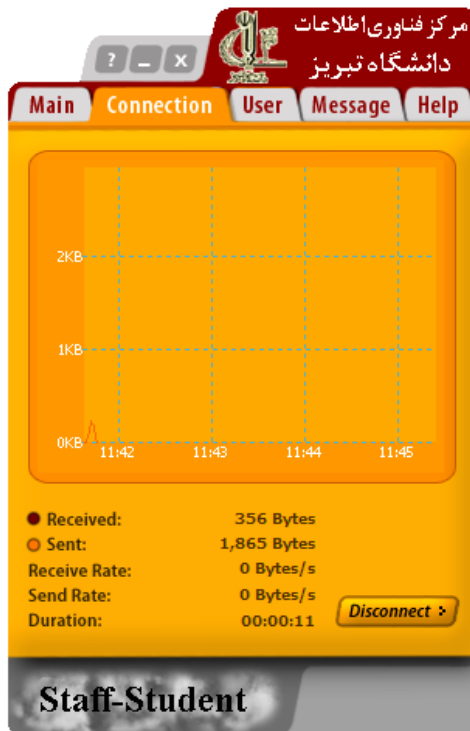 مرکز فناوری اطلاعات
دانشگاه تبریز
? – X
Main Connection User Message Help
2KB
1KB
0KB
11:42 11:43 11:44 11:45
Received: 356 Bytes
Sent: 1,865 Bytes
Receive Rate: 0 Bytes/s
Send Rate: 0 Bytes/s
Duration: 00:00:11
Disconnect
Staff-Student